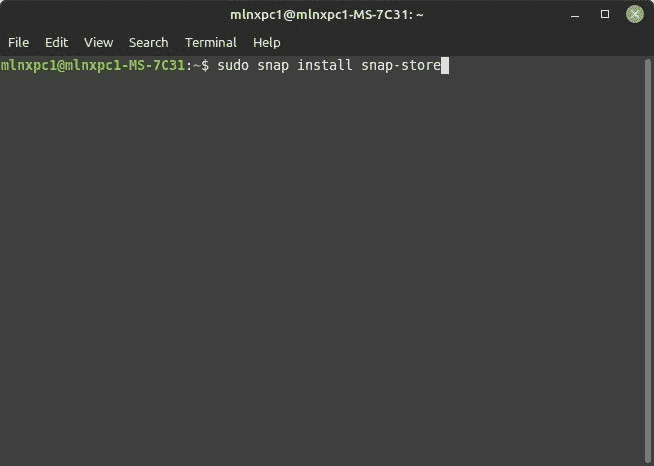 mlnxpc1@mlnxpc1-MS-7C31: ~
File Edit View Search Terminal Help
mlnxpc1@mlnxpc1-MS-7C31:~$ sudo snap install snap-store